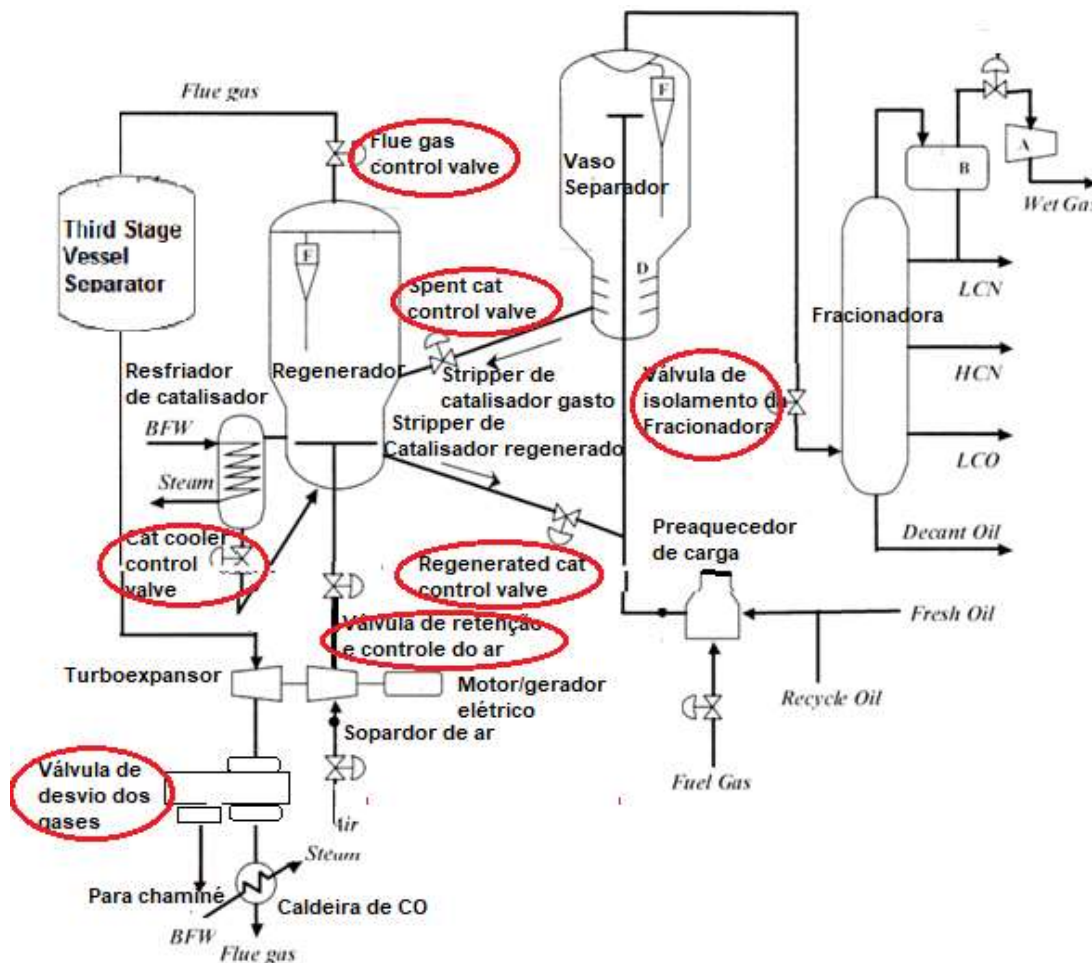 Flue gas
Flue gas
control valve
F
F
Vaso
Separador
A
B
Wet Gas
Third Stage
Vessel
Separator
D
Spent cat
control valve
LCN
Fracionadora
Resfriador
de catalisador
Regenerador
Stripper de
catalisador gasto
Válvula de
isolamento da
Fracionadora
HCN
BFW
Stripper de
Catalisador regenerado
LCO
Steam
Preaquecedor
de carga
Decant Oil
Cat cooler
control
valve
Regenerated cat
control valve
Fresh Oil
Válvula de retenção
e controle do ar
Turboexpansor
Motor/gerador
elétrico
Recycle Oil
Sopardor de ar
Válvula de
desvio dos
gases
Fuel Gas
Air
Steam
Para chaminé
Caldeira de CO
BFW
Flue gas